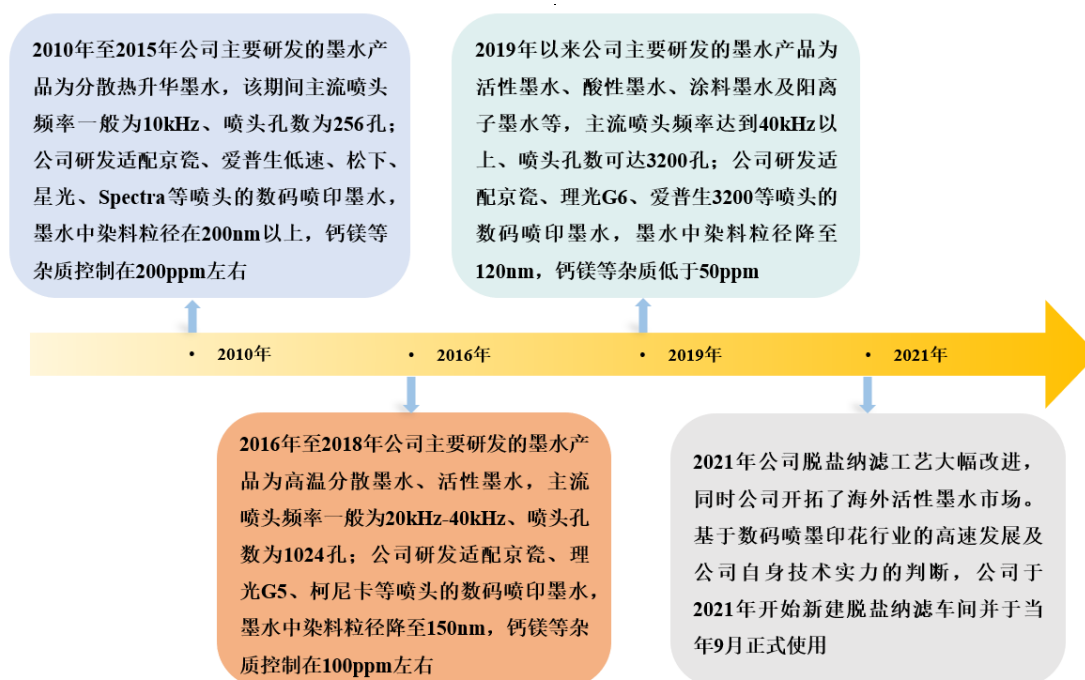 2010年至2015年公司主要研发的墨水产
品为分散热升华墨水，该期间主流喷头
频率一般为10kHz、喷头孔数为256孔；
公司研发适配京瓷、爱普生低速、松下、
星光、Spectra等喷头的数码喷印墨水，
墨水中染料粒径在200nm以上，钙镁等
杂质控制在200ppm左右
2019年以来公司主要研发的墨水产品为
活性墨水、酸性墨水、涂料墨水及阳离
子墨水等，主流喷头频率达到40kHz以
上、喷头孔数可达3200孔；公司研发适
配京瓷、理光G6、爱普生3200等喷头的
数码喷印墨水，墨水中染料粒径降至
120nm，钙镁等杂质低于50ppm
• 2010年
• 2016年
• 2019年
• 2021年
2016年至2018年公司主要研发的墨水产
品为高温分散墨水、活性墨水，主流
喷头频率一般为20kHz-40kHz、喷头孔
数为1024孔；公司研发适配京瓷、理
光G5、柯尼卡等喷头的数码喷印墨水，
墨水中染料粒径降至150nm，钙镁等杂
质控制在100ppm左右
2021年公司脱盐纳滤工艺大幅改进，
同时公司开拓了海外活性墨水市场。
基于数码喷墨印花行业的高速发展及
公司自身技术实力的判断，公司于
2021年开始新建脱盐纳滤车间并于当
年9月正式使用